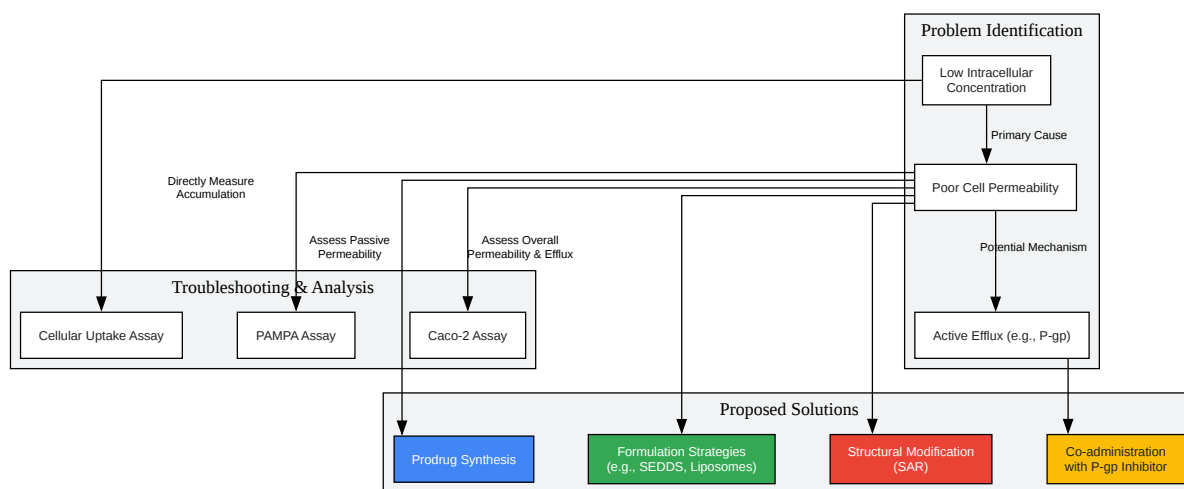 Problem Identification
Low Intracellular
Concentration
Primary Cause
Directly Measure
Accumulation
Poor Cell Permeability
Assess Passive
Permeability
Assess Overall
Permeability & Efflux
Potential Mechanism
Troubleshooting & Analysis
Cellular Uptake Assay
PAMPA Assay
Caco-2 Assay
Active Efflux (e.g., P-gp)
Proposed Solutions
Prodrug Synthesis
Formulation Strategies
(e.g., SEDDS, Liposomes)
Structural Modification
(SAR)
Co-administration
with P-gp Inhibitor